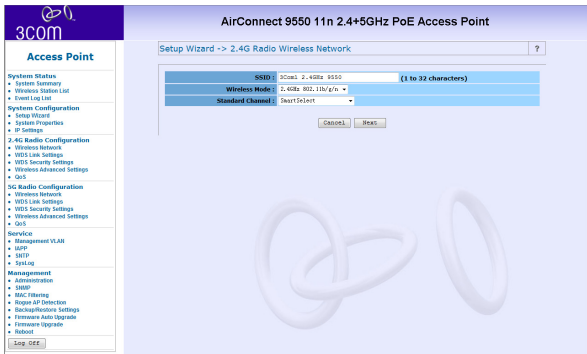 3COM
AirConnect 9550 11n 2.4+5GHz PoE Access Point
Access Point
System Status
System Summary
Wireless Station List
Event Log List
System Configuration
Setup Wizard
System Properties
IP Settings
2.4G Radio Configuration
Wireless Network
WDS Link Settings
WDS Security Settings
Wireless Advanced Settings
QoS
5G Radio Configuration
Wireless Network
WDS Link Settings
WDS Security Settings
Wireless Advanced Settings
QoS
Service
Management VLAN
IAPP
SNTP
SysLog
Management
Administration
SNMP
MAC Filtering
Rogue AP Detection
Backup/Restore Settings
Firmware Auto Upgrade
Firmware Upgrade
Reboot
Log Off
Setup Wizard -> 2.4G Radio Wireless Network ?
SSID : 3Com1 2.4GHz 9550 (1 to 32 characters)
Wireless Mode : 2.4GHz 802.11b/g/n
Standard Channel : SmartSelect
Cancel Next